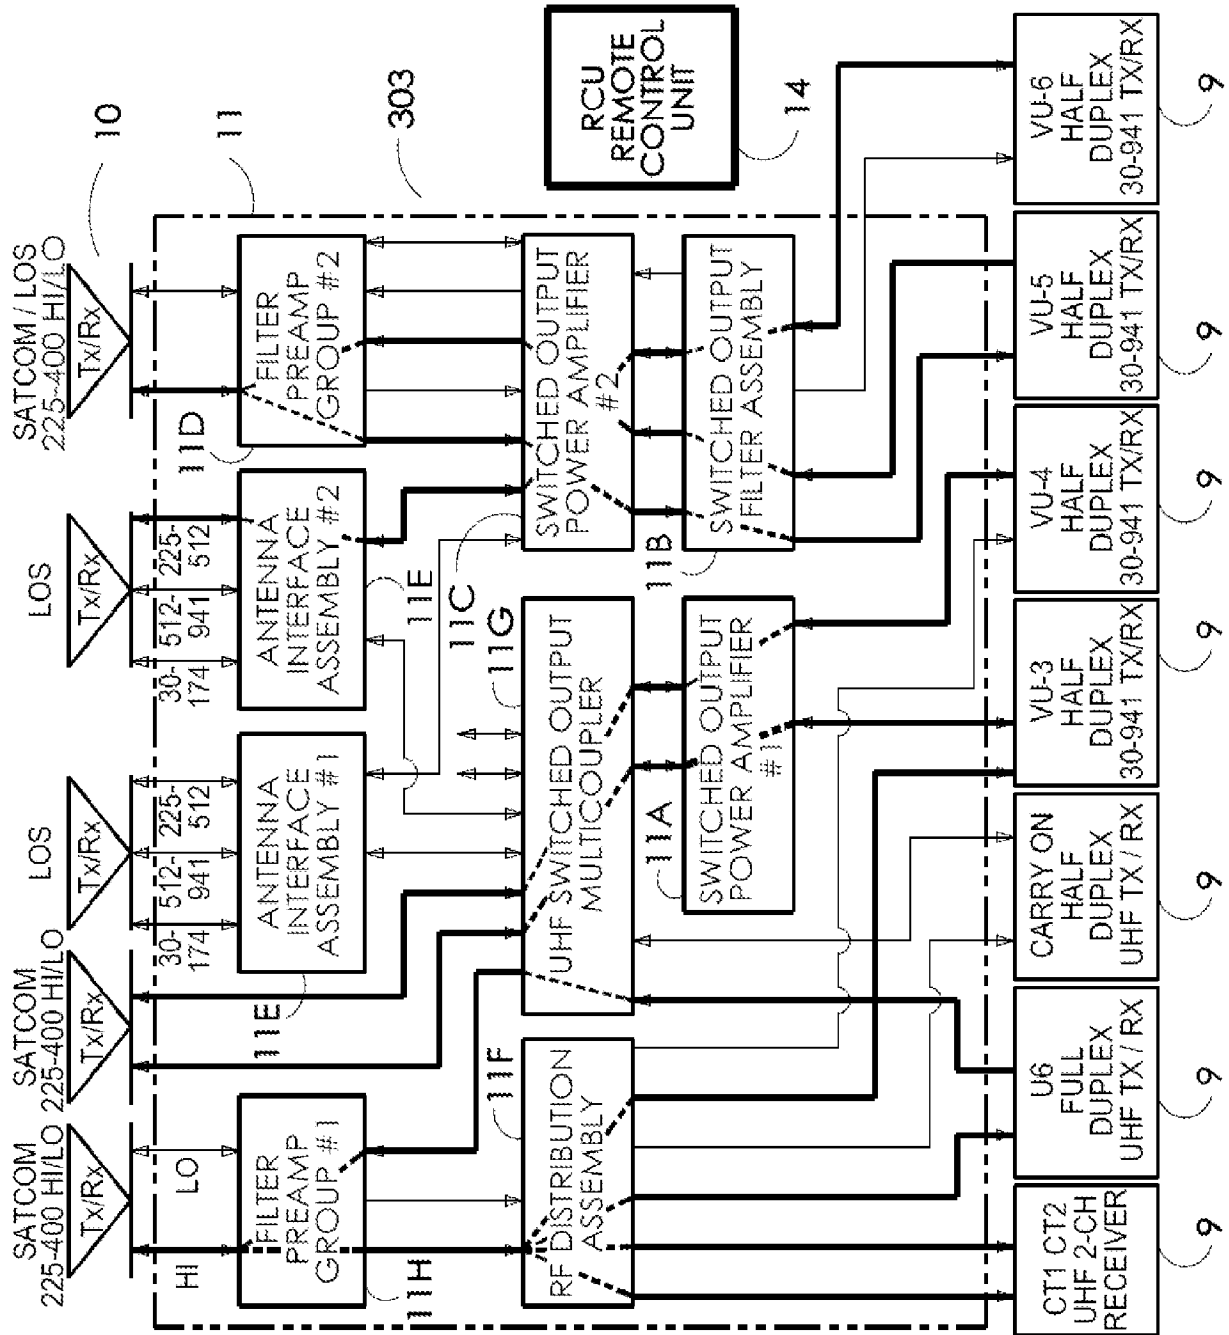 SATCOM
225-400 HI/LO
Tx/Rx
SATCOM
225-400 HI/LO
Tx/Rx
LOS
Tx/Rx
LOS
Tx/Rx
SATCOM / LOS
225-400 HI/LO
Tx/Rx
10
11
303
HI
LO
30-
174
512-
941
225-
512
30-
174
512-
941
225-
512
FILTER
PREAMP
GROUP #1
11H
ANTENNA
INTERFACE
ASSEMBLY #1
11E
ANTENNA
INTERFACE
ASSEMBLY #2
11E
FILTER
PREAMP
GROUP #2
11D
RCU
REMOTE
CONTROL
UNIT
14
RF DISTRIBUTION
ASSEMBLY
11F
UHF SWITCHED OUTPUT
MULTICOUPLER
11G
SWITCHED OUTPUT
POWER AMPLIFIER
#2
11C
SWITCHED OUTPUT
POWER AMPLIFIER
#1
11A
SWITCHED OUTPUT
FILTER ASSEMBLY
11B
CT1 CT2
UHF 2-CH
RECEIVER
9
U6
FULL
DUPLEX
UHF TX / RX
9
CARRY ON
HALF
DUPLEX
UHF TX / RX
9
VU-3
HALF
DUPLEX
30-941 TX/RX
9
VU-4
HALF
DUPLEX
30-941 TX/RX
9
VU-5
HALF
DUPLEX
30-941 TX/RX
9
VU-6
HALF
DUPLEX
30-941 TX/RX
9